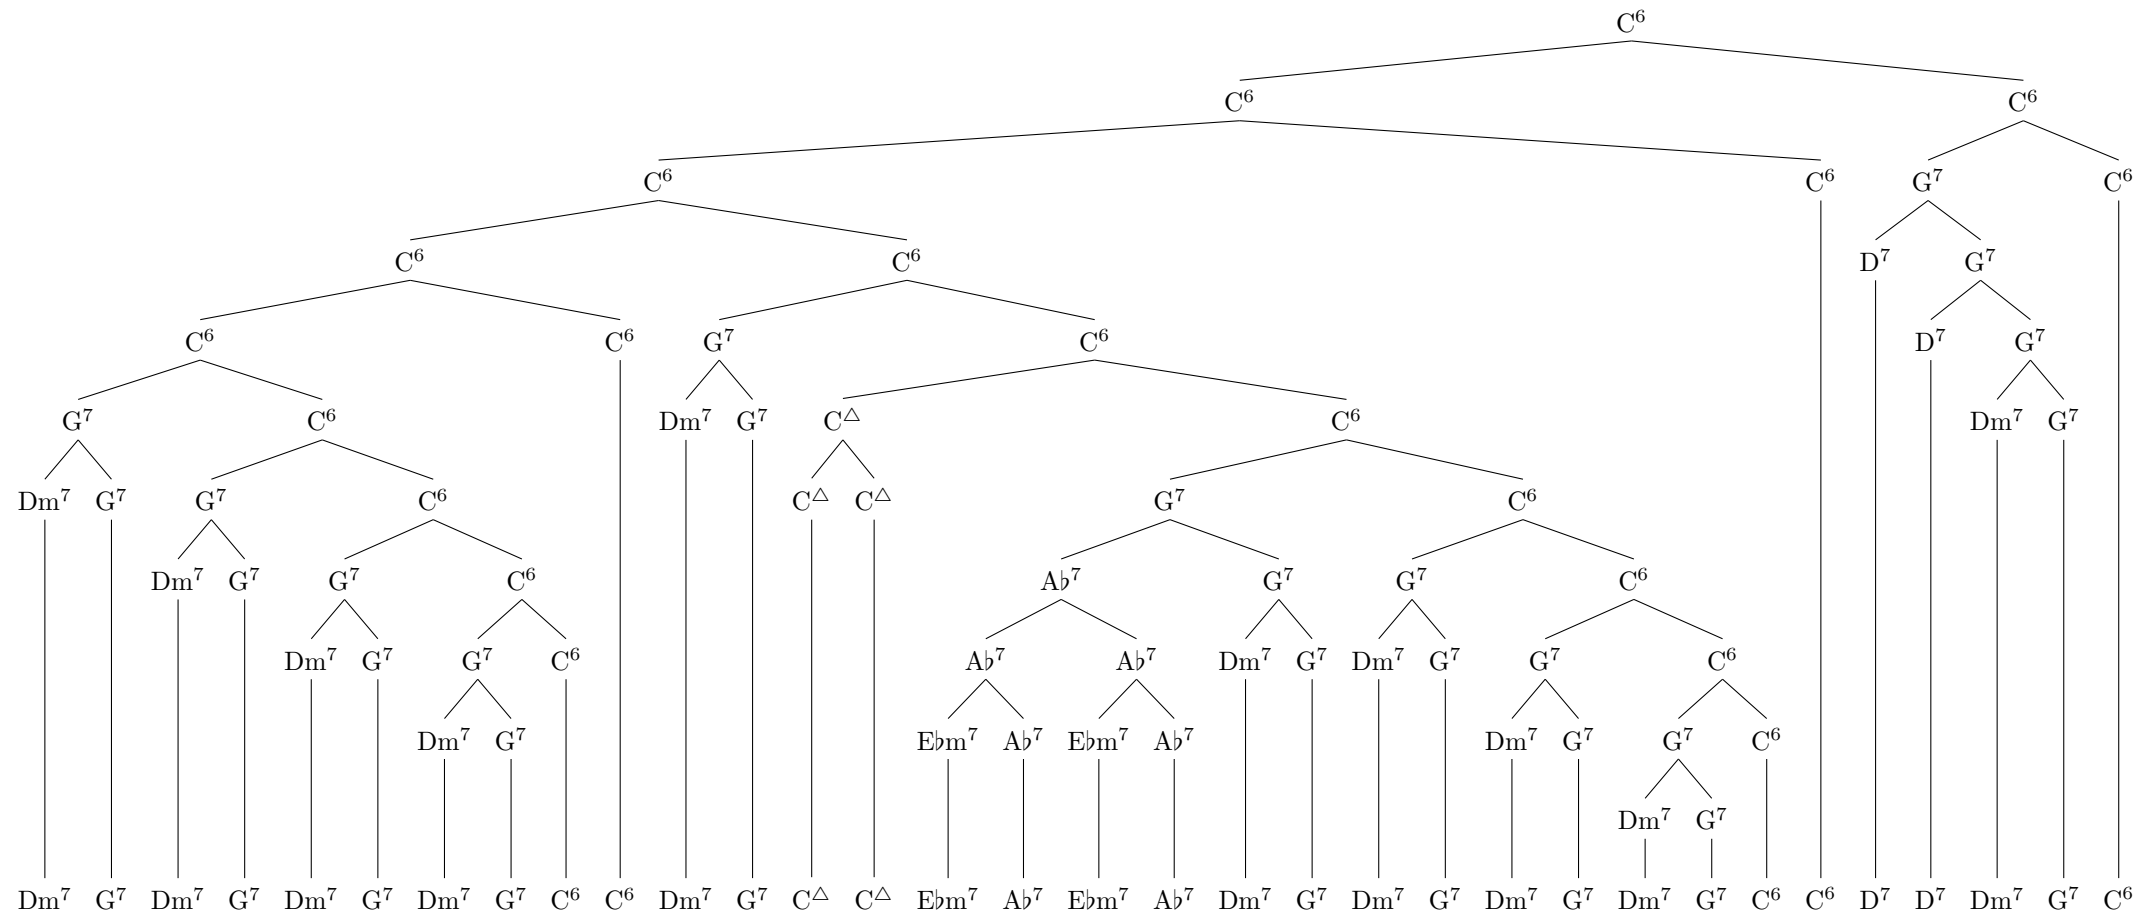 C⁶
C⁶ C⁶
C⁶ C⁶ G⁷ C⁶
C⁶ C⁶ D⁷ G⁷
C⁶ C⁶ G⁷ C⁶ D⁷ G⁷
G⁷ C⁶ Dm⁷ G⁷ C△ C⁶ Dm⁷ G⁷
Dm⁷ G⁷ G⁷ C⁶ C△ C△ G⁷ C⁶
Dm⁷ G⁷ G⁷ C⁶ A♭⁷ G⁷ G⁷ C⁶
Dm⁷ G⁷ G⁷ C⁶ A♭⁷ A♭⁷ Dm⁷ G⁷ Dm⁷ G⁷ G⁷ C⁶
Dm⁷ G⁷ E♭m⁷ A♭⁷ E♭m⁷ A♭⁷ Dm⁷ G⁷ G⁷ C⁶
Dm⁷ G⁷
Dm⁷ G⁷ Dm⁷ G⁷ Dm⁷ G⁷ Dm⁷ G⁷ C⁶ C⁶ Dm⁷ G⁷ C△ C△ E♭m⁷ A♭⁷ E♭m⁷ A♭⁷ Dm⁷ G⁷ Dm⁷ G⁷ Dm⁷ G⁷ Dm⁷ G⁷ C⁶ C⁶ D⁷ D⁷ Dm⁷ G⁷ C⁶